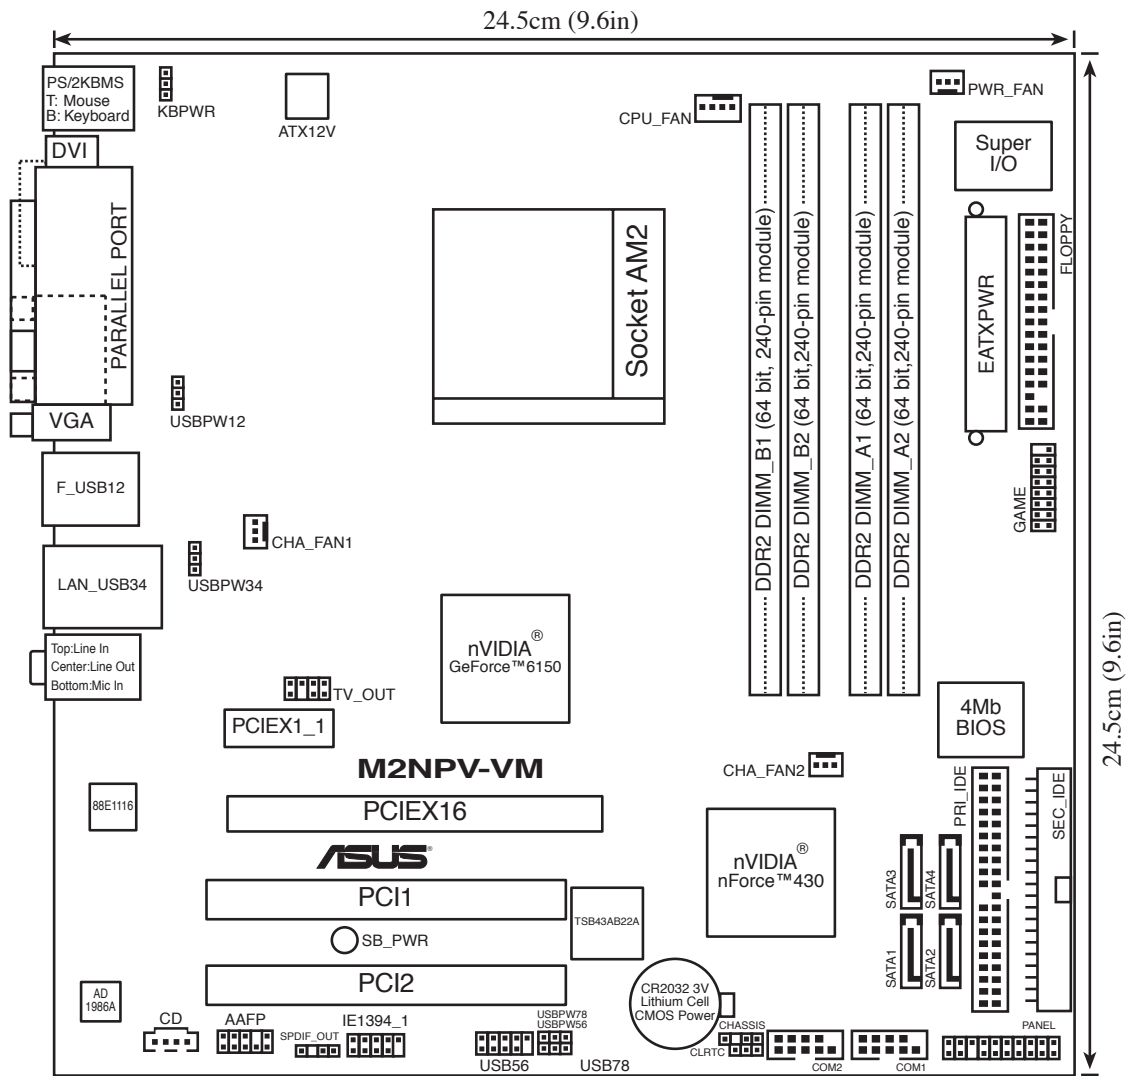 24.5cm (9.6in)
PS/2KBMS
T: Mouse
B: Keyboard
KBPWR
ATX12V
CPU_FAN
PWR_FAN
Super
I/O
DVI
PARALLEL PORT
Socket AM2
DDR2 DIMM_B1 (64 bit, 240-pin module)
DDR2 DIMM_B2 (64 bit,240-pin module)
DDR2 DIMM_A1 (64 bit,240-pin module)
DDR2 DIMM_A2 (64 bit,240-pin module)
EATXPWR
FLOPPY
VGA
USBPW12
F_USB12
GAME
CHA_FAN1
LAN_USB34
USBPW34
Top:Line In
Center:Line Out
Bottom:Mic In
nVIDIA®
GeForce™6150
24.5cm (9.6in)
TV_OUT
PCIEX1_1
4Mb
BIOS
M2NPV-VM
CHA_FAN2
PRI_IDE
SEC_IDE
88E1116
PCIEX16
ASUS®
nVIDIA®
nForce™430
SATA3
SATA4
PCI1
TSB43AB22A
SB_PWR
SATA1
SATA2
PCI2
CR2032 3V
Lithium Cell
CMOS Power
AD
1986A
CD
AAFP
SPDIF_OUT
IE1394_1
USBPW78
USBPW56
CHASSIS
PANEL
CLRTC
USB56
USB78
COM2
COM1